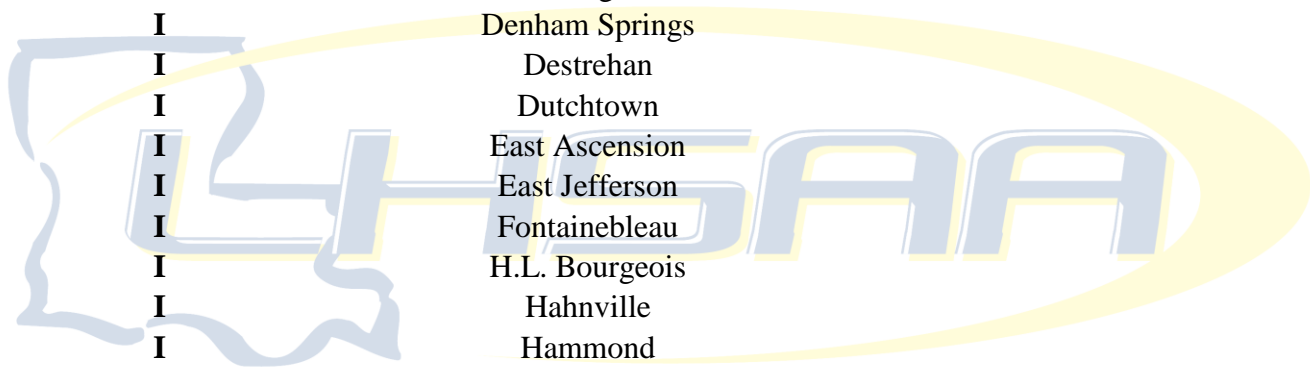 I Denham Springs
I Destrehan
I Dutchtown
I East Ascension
I East Jefferson
I Fontainebleau
I H.L. Bourgeois
I Hahnville
I Hammond
LHSAA